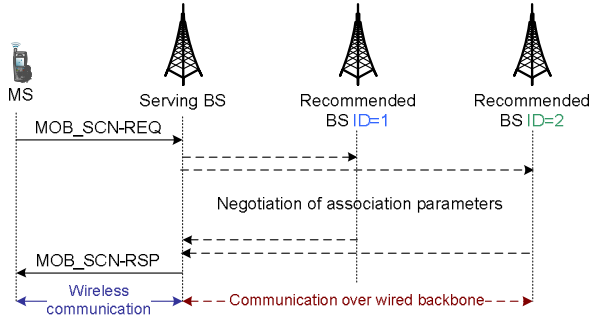 MS
Serving BS
Recommended
BS ID=1
Recommended
BS ID=2
MOB_SCN-REQ
Negotiation of association parameters
MOB_SCN-RSP
Wireless
communication
Communication over wired backbone